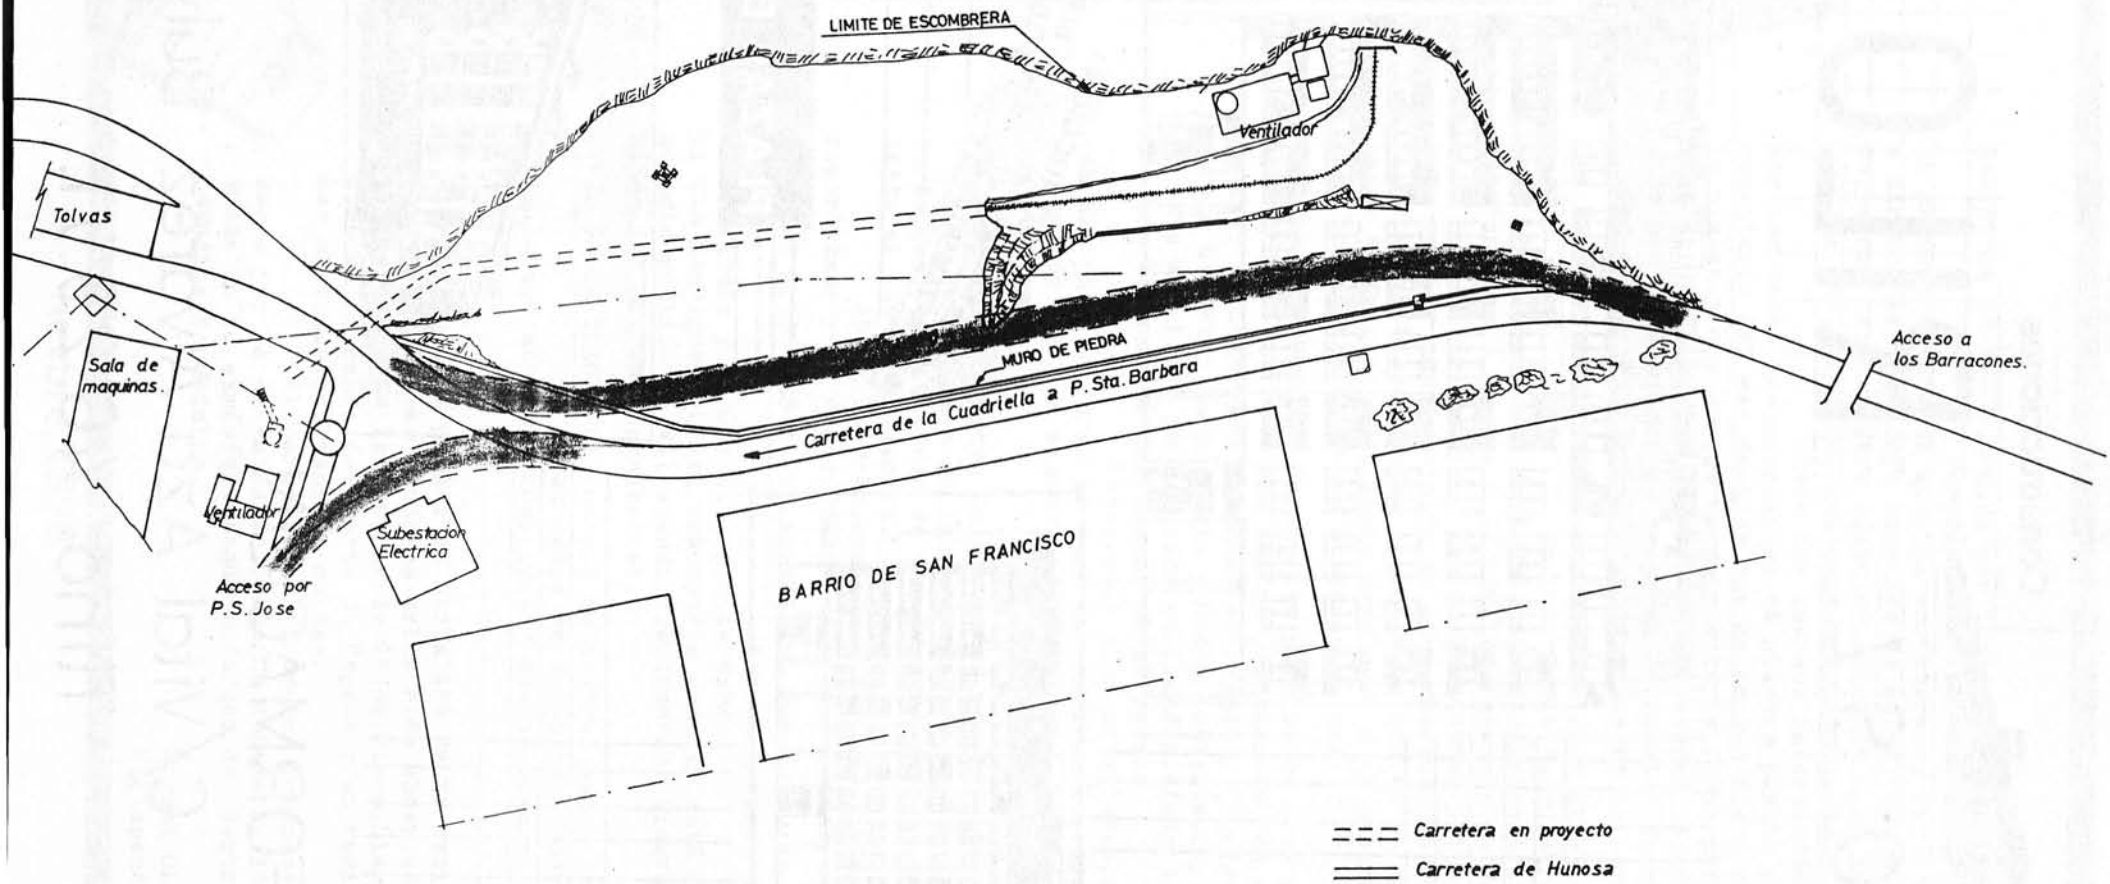 LIMITE DE ESCOMBRERA
Ventilador
Tolvas
Sala de
maquinas.
MURO DE PIEDRA
Carretera de la Cuadriella a P. Sta. Barbara
Acceso a
los Barracones.
Ventilador
Subestacion
Electrica
Acceso por
P.S. Jose
BARRIO DE SAN FRANCISCO
Carretera en proyecto
Carretera de Hunosa